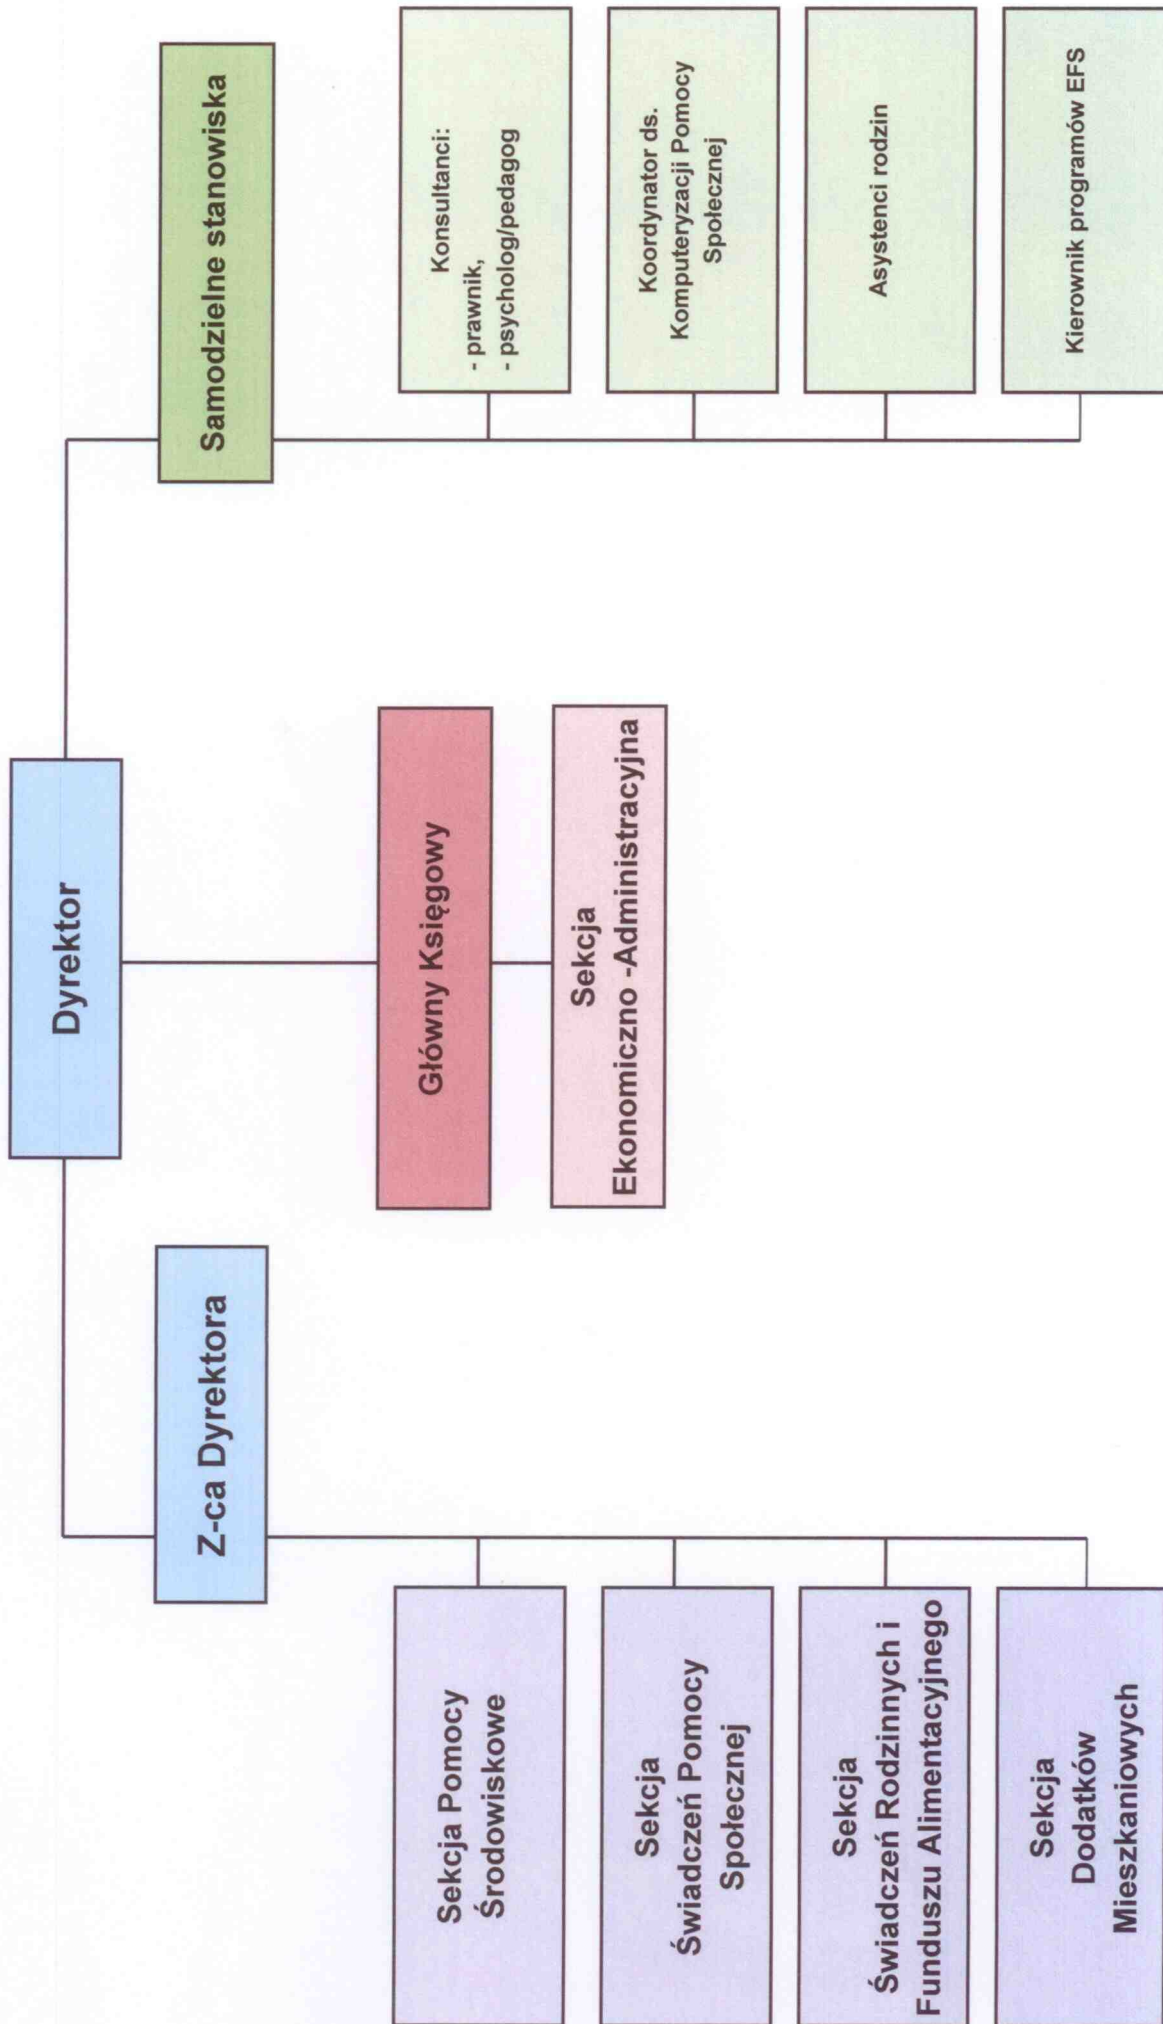 Dyrektor
Z-ca Dyrektora
Sekcja Pomocy
Środowiskowe
Sekcja
Świadczeń Pomocy
Społecznej
Sekcja
Świadczeń Rodzinnych i
Funduszu Alimentacyjnego
Sekcja
Dodatków
Mieszkaniowych
Główny Księgowy
Sekcja
Ekonomiczno -Administracyjna
Samodzielne stanowiska
Konsultanci:
- prawnik,
- psycholog/pedagog
Koordynator ds.
Komputeryzacji Pomocy
Społecznej
Asystenci rodzin
Kierownik programów EFS